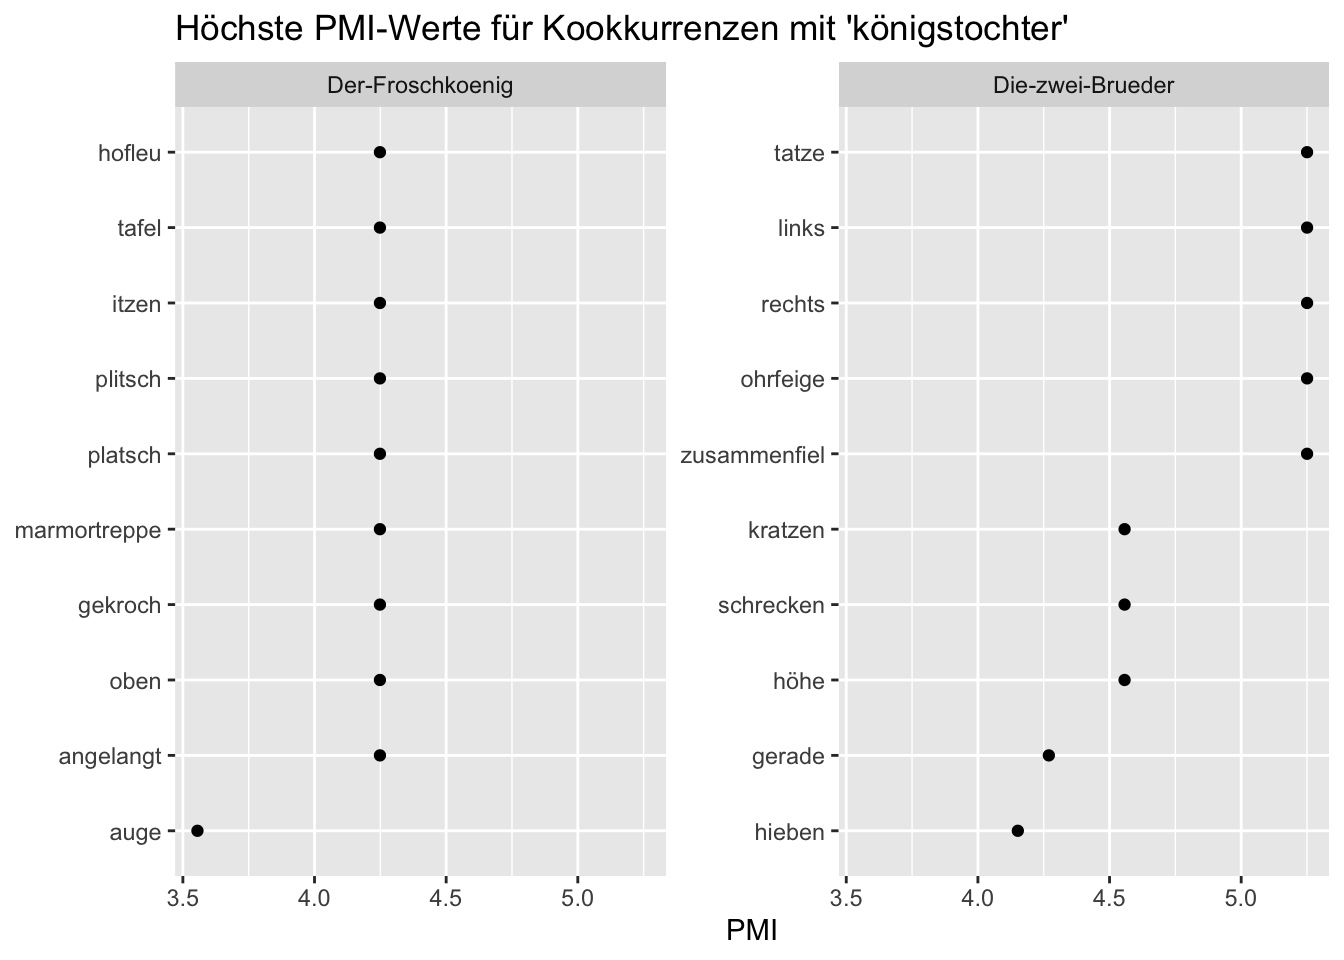 Höchste PMI-Werte für Kookkurrenzen mit 'königstochter'
Der-Froschkoenig
hofleu
tafel
itzen
plitsch
platsch
marmortreppe
gekroch
oben
angelangt
auge
3.5 4.0 4.5 5.0
Die-zwei-Brueder
tatze
links
rechts
ohrfeige
zusammenfiel
kratzen
schrecken
höhe
gerade
hieben
3.5 4.0 4.5 5.0
PMI